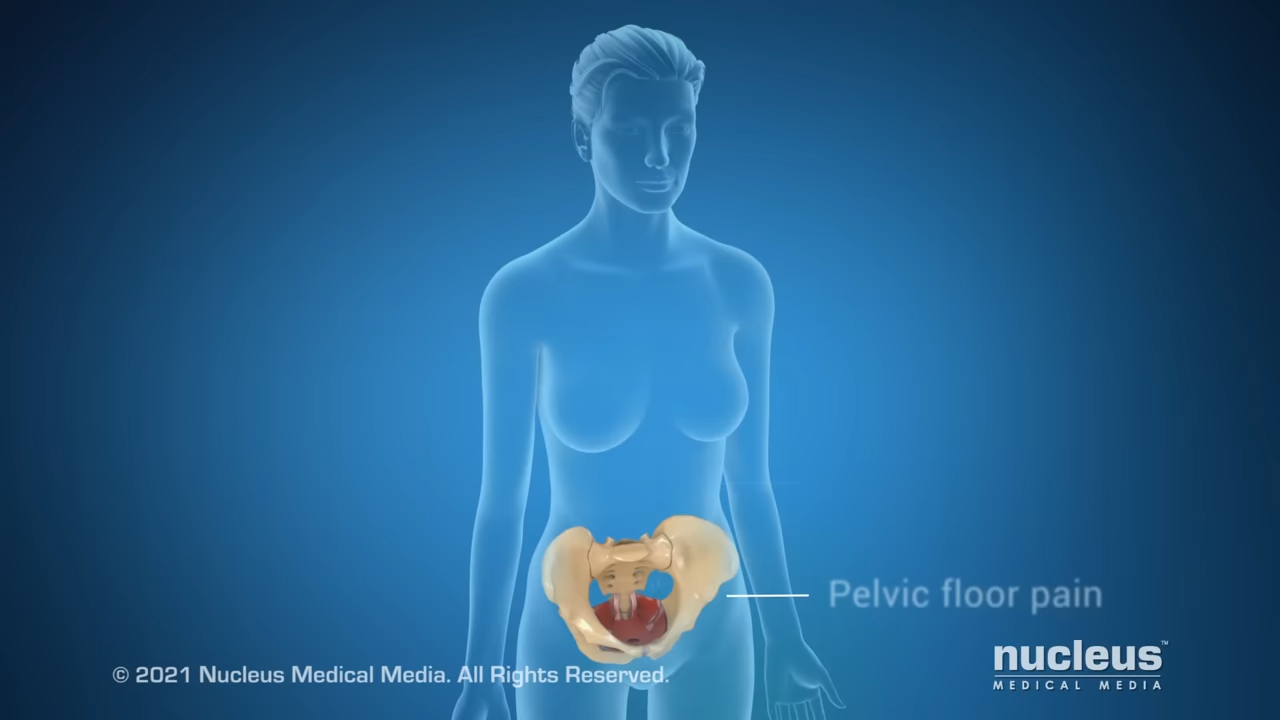 Pelvic floor pain
nucleus™
MEDICAL MEDIA
© 2021 Nucleus Medical Media. All Rights Reserved.